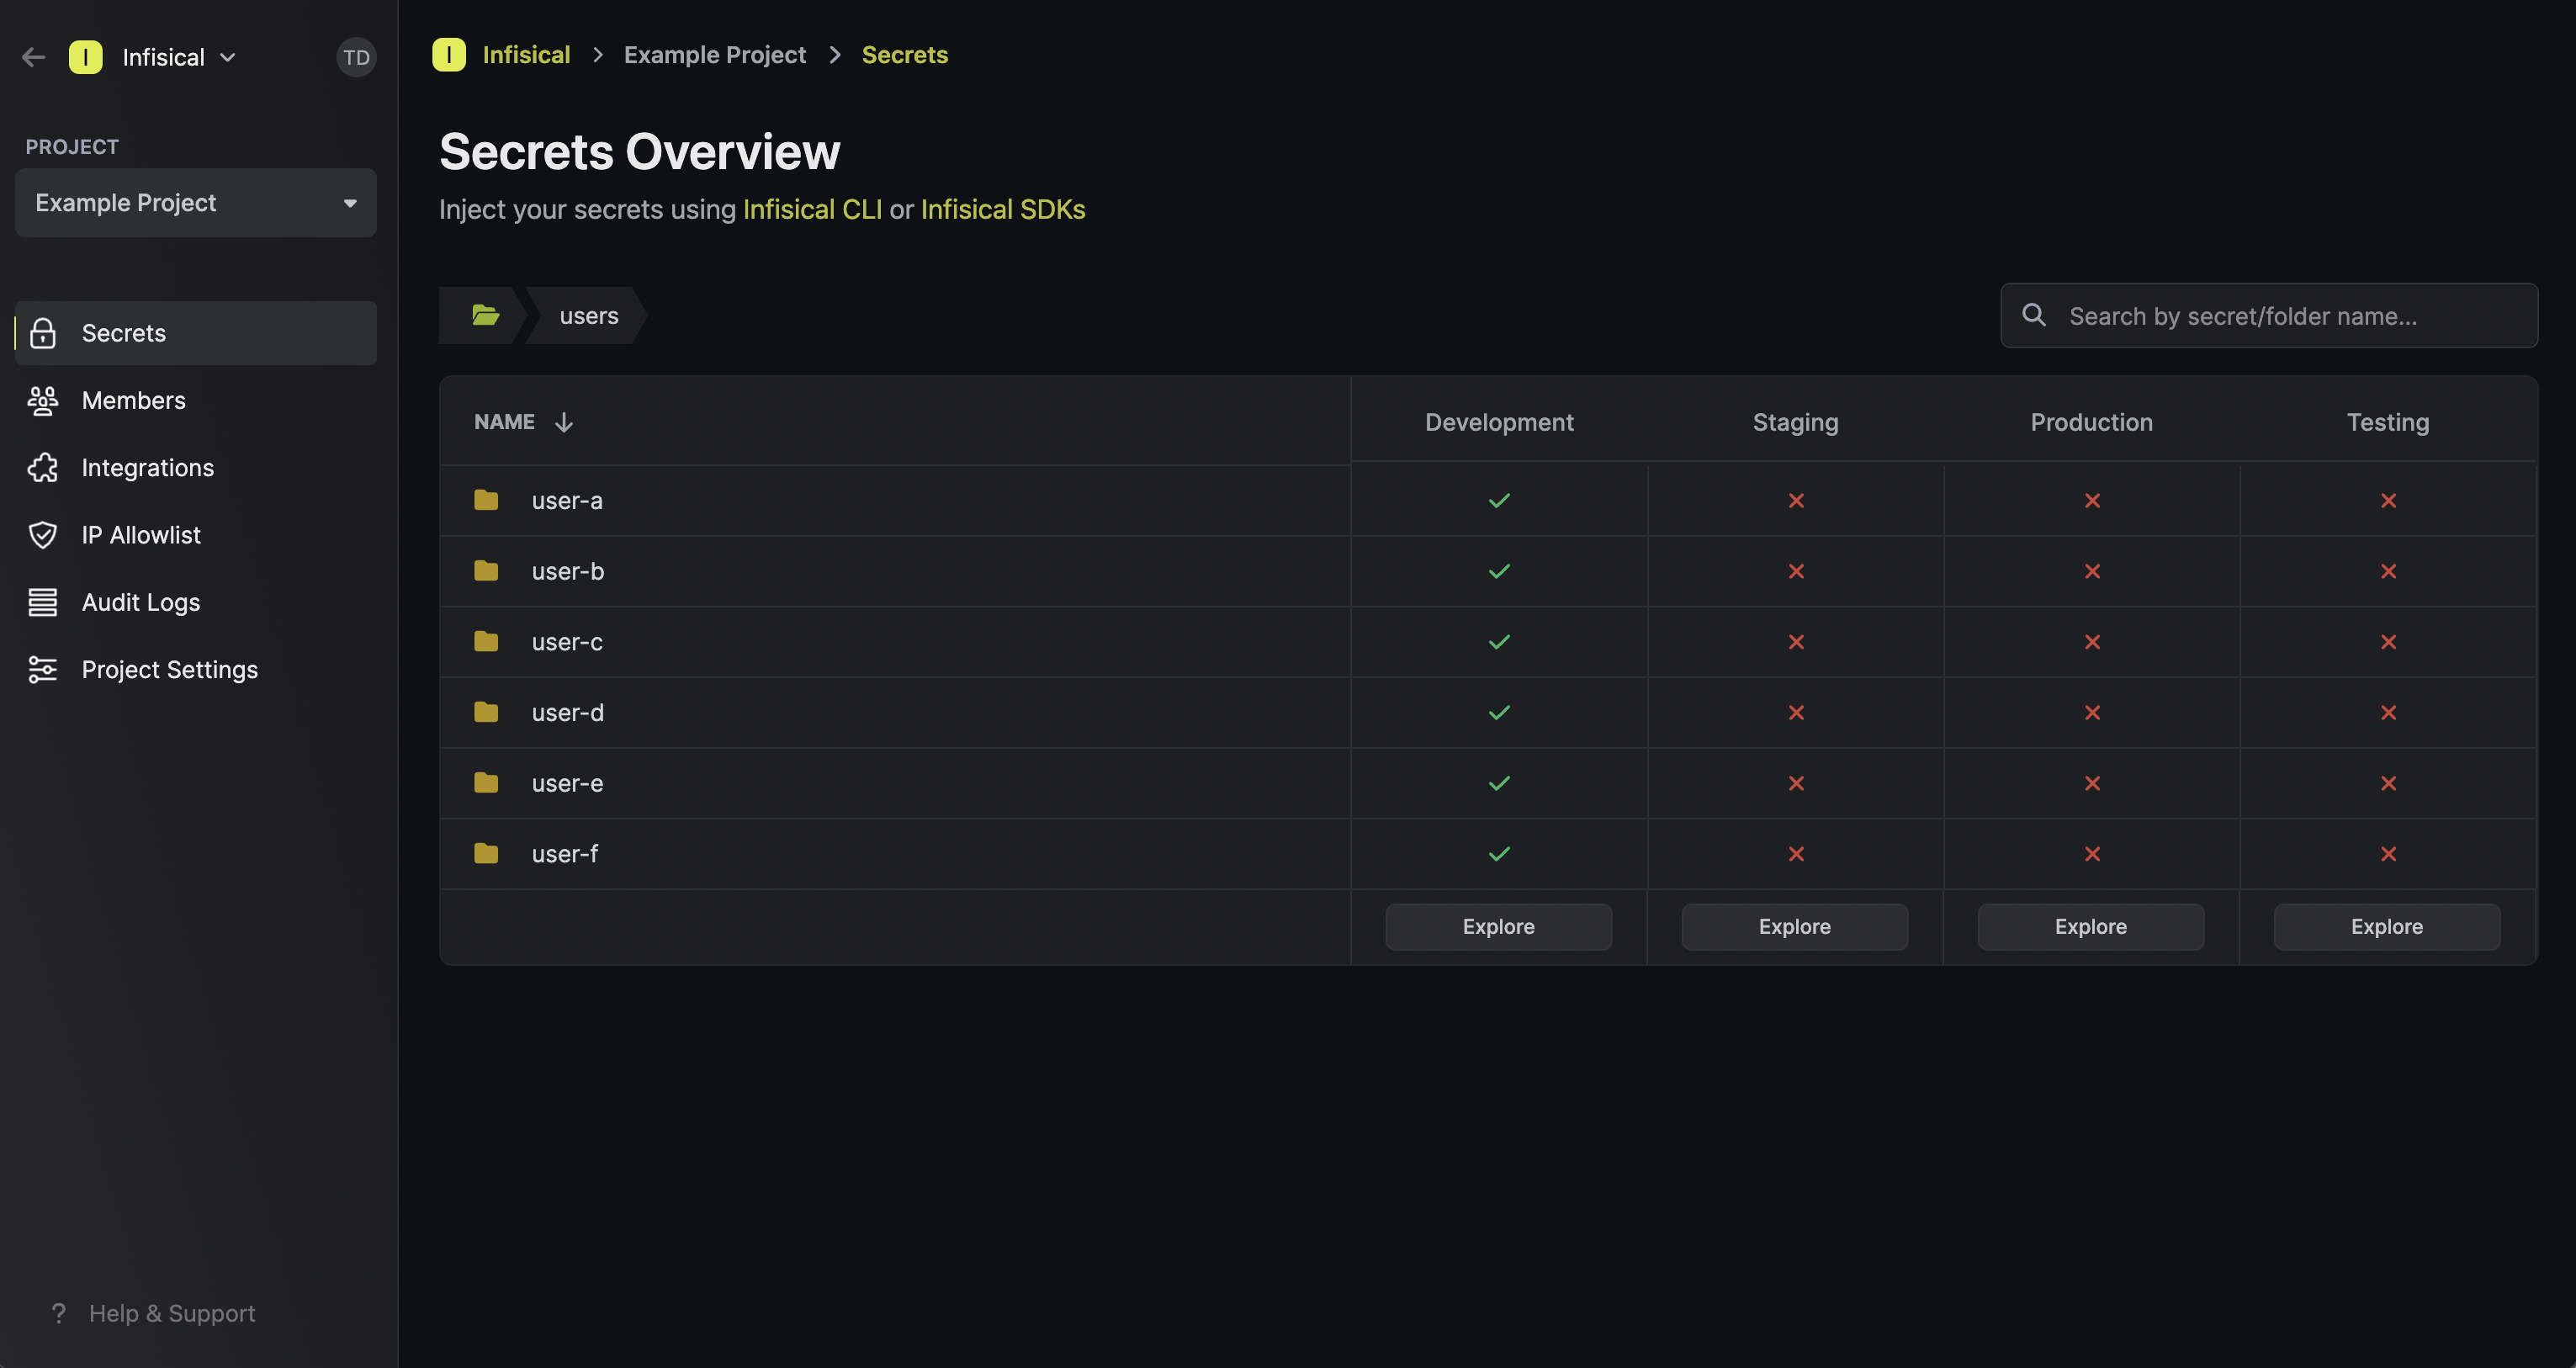 I Infisical TD
PROJECT
Example Project
Secrets
Members
Integrations
IP Allowlist
Audit Logs
Project Settings
? Help & Support
I Infisical > Example Project > Secrets
Secrets Overview
Inject your secrets using Infisical CLI or Infisical SDKs
users
Search by secret/folder name...
NAME Development Staging Production Testing
user-a
user-b
user-c
user-d
user-e
user-f
Explore Explore Explore Explore